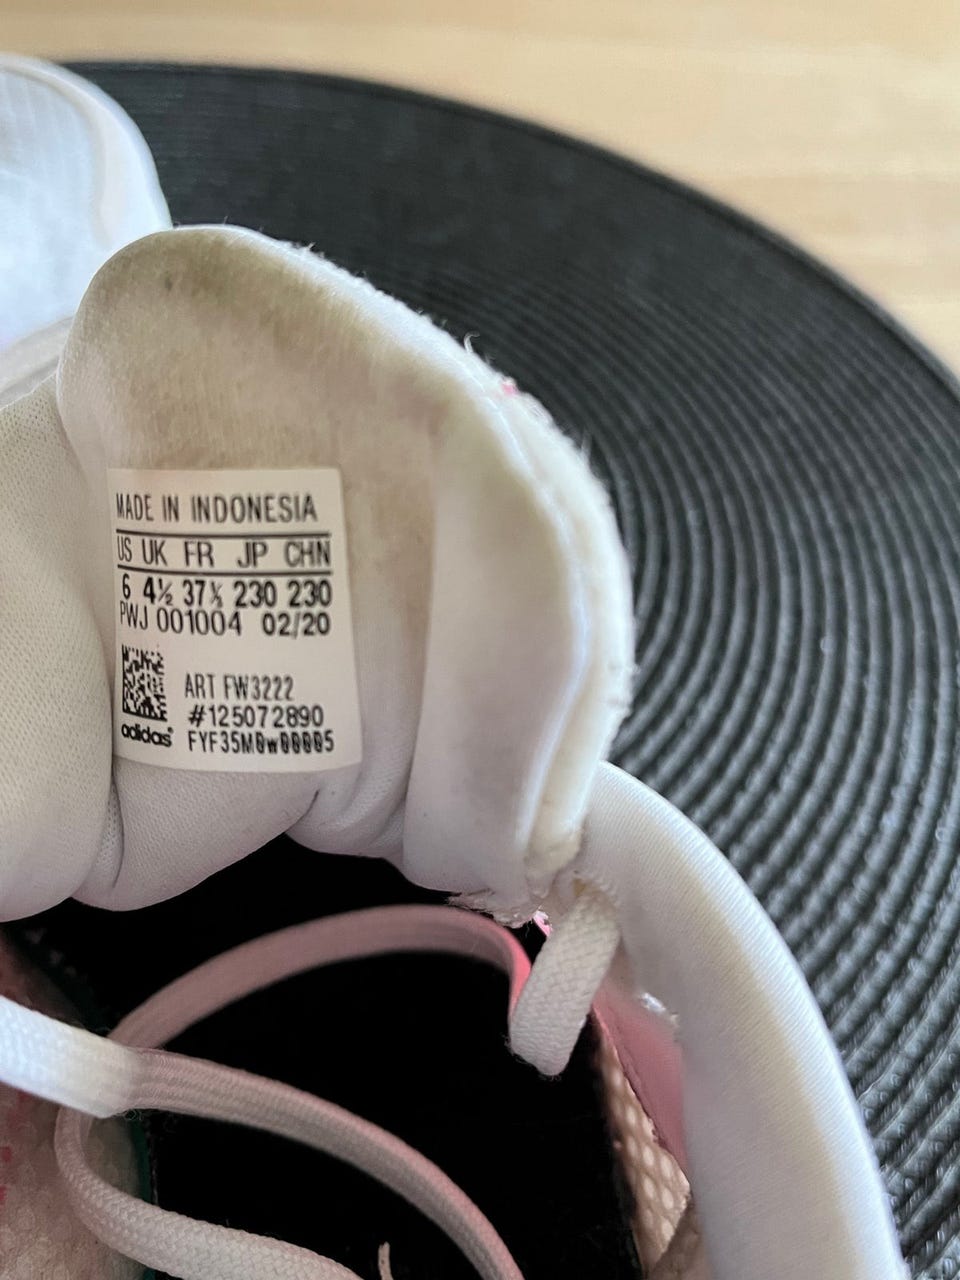 MADE IN INDONESIA
US UK FR JP CHN
6 4½ 37⅓ 230 230
PWJ 001004 02/20
ART FW3222
#125072890
adidas®
FYF35M0w00005